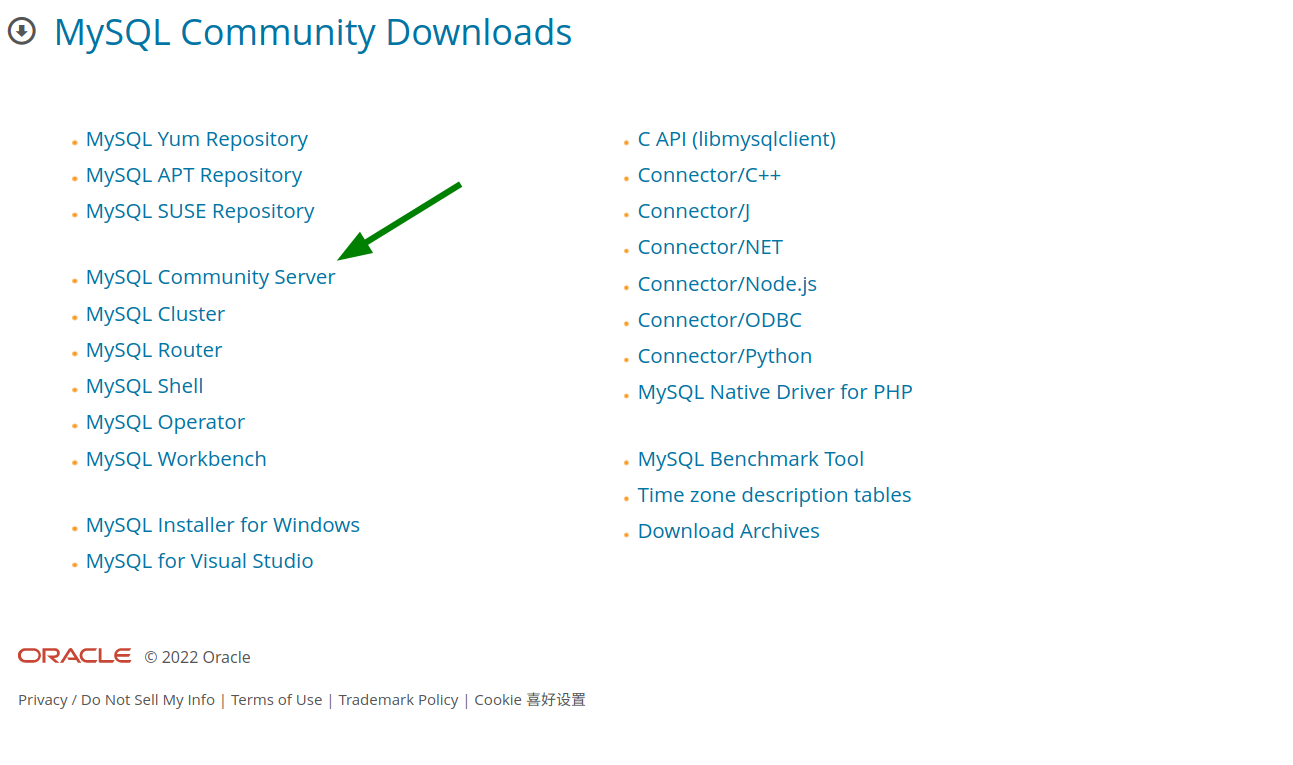 MySQL Community Downloads
MySQL Yum Repository
MySQL APT Repository
MySQL SUSE Repository
MySQL Community Server
MySQL Cluster
MySQL Router
MySQL Shell
MySQL Operator
MySQL Workbench
MySQL Installer for Windows
MySQL for Visual Studio
C API (libmysqlclient)
Connector/C++
Connector/J
Connector/NET
Connector/Node.js
Connector/ODBC
Connector/Python
MySQL Native Driver for PHP
MySQL Benchmark Tool
Time zone description tables
Download Archives
ORACLE © 2022 Oracle
Privacy / Do Not Sell My Info | Terms of Use | Trademark Policy | Cookie 喜好设置